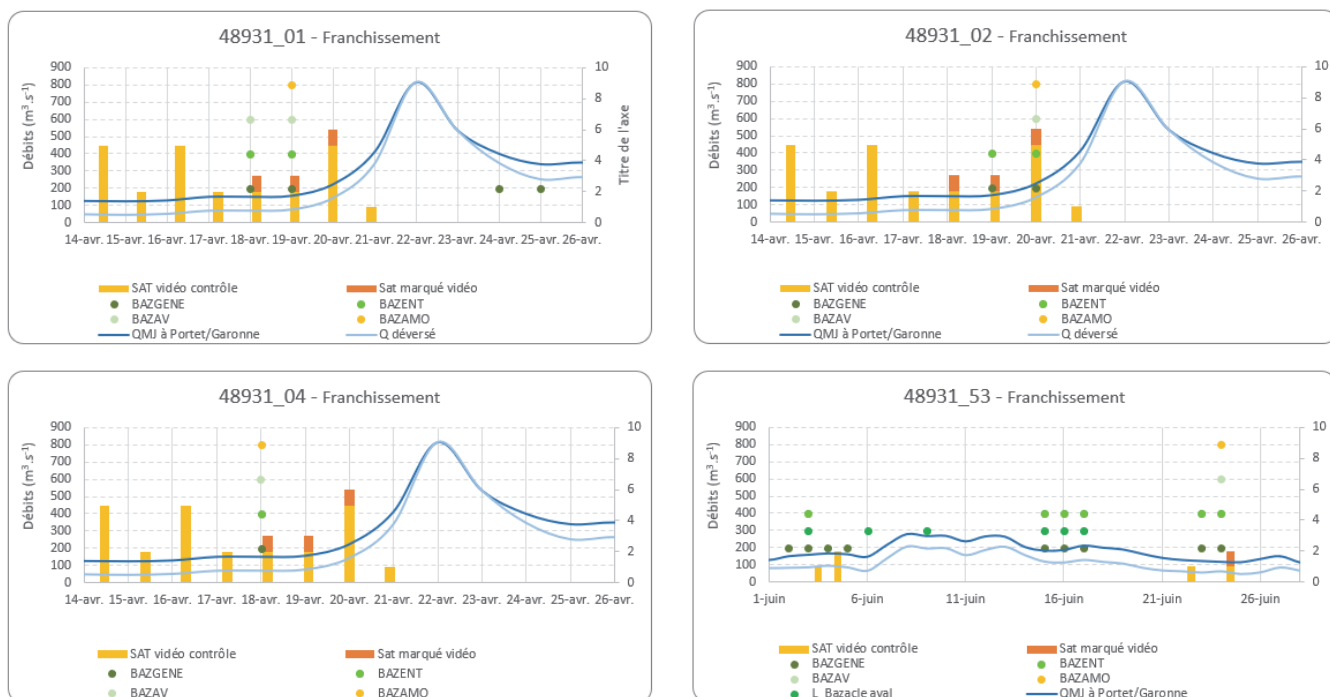 48931_01 - Franchissement
900 10
800
700 8
600
500 6
400 4
300
200 2
100
0 0
Débits (m³.s⁻¹)
Titre de l'axe
14-avr. 15-avr. 16-avr. 17-avr. 18-avr. 19-avr. 20-avr. 21-avr. 22-avr. 23-avr. 24-avr. 25-avr. 26-avr.
SAT vidéo contrôle Sat marqué vidéo
BAZGENE BAZENT
BAZAV BAZAMO
QMJ à Portet/Garonne Q déversé
48931_02 - Franchissement
900 10
800
700 8
600
500 6
400 4
300
200 2
100
0 0
Débits (m³.s⁻¹)
14-avr. 15-avr. 16-avr. 17-avr. 18-avr. 19-avr. 20-avr. 21-avr. 22-avr. 23-avr. 24-avr. 25-avr. 26-avr.
SAT vidéo contrôle Sat marqué vidéo
BAZGENE BAZENT
BAZAV BAZAMO
QMJ à Portet/Garonne Q déversé
48931_04 - Franchissement
900 10
800
700 8
600
500 6
400 4
300
200 2
100
0 0
Débits (m³.s⁻¹)
14-avr. 15-avr. 16-avr. 17-avr. 18-avr. 19-avr. 20-avr. 21-avr. 22-avr. 23-avr. 24-avr. 25-avr. 26-avr.
SAT vidéo contrôle Sat marqué vidéo
BAZGENE BAZENT
BAZAV BAZAMO
48931_53 - Franchissement
900 10
800
700 8
600
500 6
400 4
300
200 2
100
0 0
Débits (m³.s⁻¹)
1-juin 6-juin 11-juin 16-juin 21-juin 26-juin
SAT vidéo contrôle Sat marqué vidéo
BAZGENE BAZENT
BAZAV BAZAMO
L_Bazacle aval QMJ à Portet/Garonne